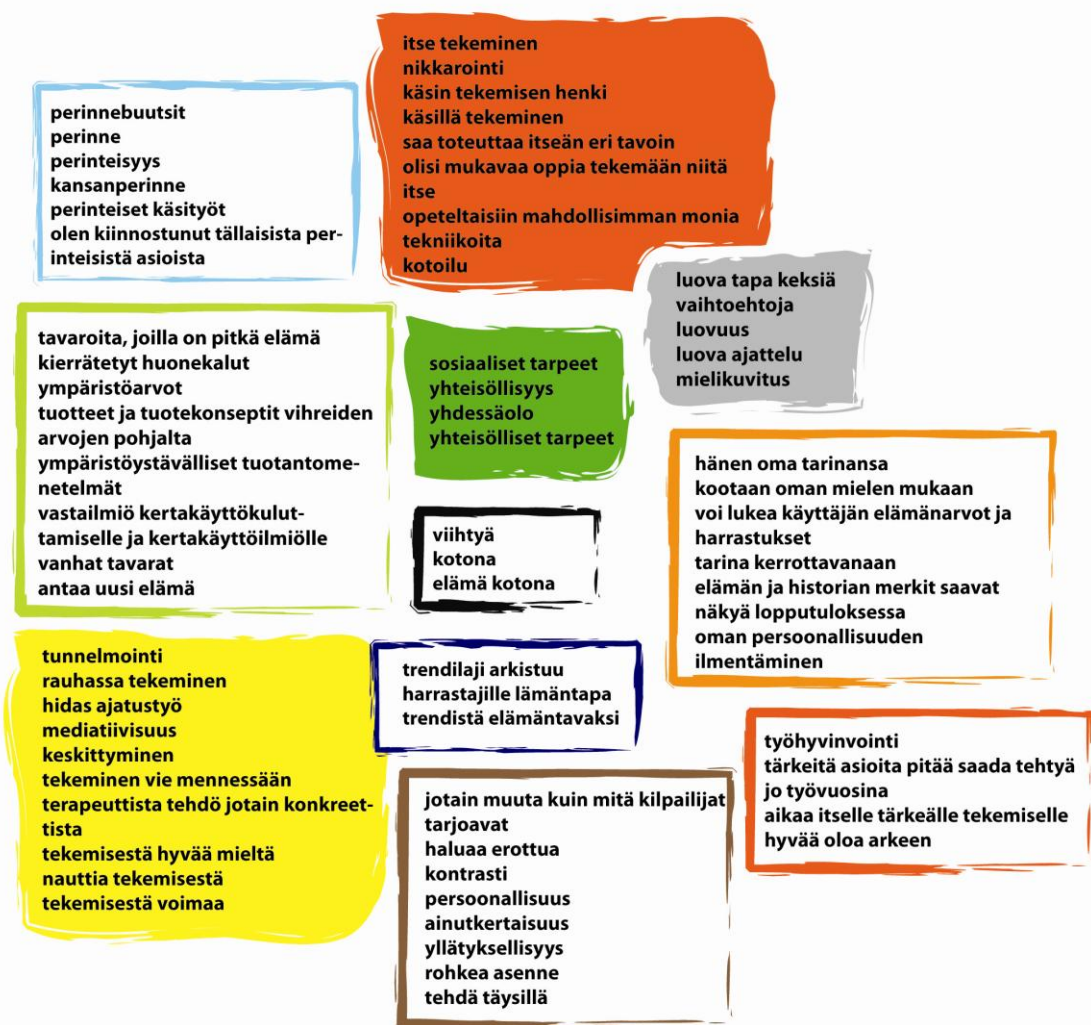 perinnebuutsit
perinne
perinteisyys
kansanperinne
perinteiset käsityöt
olen kiinnostunut tällaisista per-
inteisistä asioista
itse tekeminen
nikkarointi
käsin tekemisen henki
käsillä tekeminen
saa toteuttaa itseän eri tavoin
olisi mukavaa oppia tekemään niitä
itse
opeteltaisiin mahdollisimman monia
tekniikoita
kotoilu
luova tapa keksiä
vaihtoehtoja
luovuus
luova ajattelu
mielikuvitus
tavaroita, joilla on pitkä elämä
kierrätetyt huonekalut
ympäristöarvot
tuotteet ja tuotekonseptit vihreiden
arvojen pohjalta
ympäristöystävälliset tuotantome-
netelmät
vastailmiö kertakäyttökulut-
tamiselle ja kertakäyttöilmiölle
vanhat tavarat
antaa uusi elämä
sosiaaliset tarpeet
yhteisöllisyys
yhdessäolo
yhteisölliset tarpeet
viihtyä
kotona
elämä kotona
hänen oma tarinansa
kootaan oman mielen mukaan
voi lukea käyttäjän elämänarvot ja
harrastukset
tarina kerrottavanaan
elämän ja historian merkit saavat
näkyä lopputuloksessa
oman persoonallisuuden
ilmentäminen
tunnelmointi
rauhassa tekeminen
hidas ajatustyö
mediatiivisuus
keskittyminen
tekeminen vie mennessään
terapeuttista tehdö jotain konkreet-
tista
tekemisestä hyvää mieltä
nauttia tekemisestä
tekemisestä voimaa
trendilaji arkistuu
harrastajille lämäntapa
trendistä elämäntavaksi
jotain muuta kuin mitä kilpailijat
tarjoavat
haluaa erottua
kontrasti
persoonallisuus
ainutkertaisuus
yllätyksellisyys
rohkea asenne
tehdä täysillä
työhyvinvointi
tärkeitä asioita pitää saada tehtyä
jo työvuosina
aikaa itselle tärkeälle tekemiselle
hyvää oloa arkeen